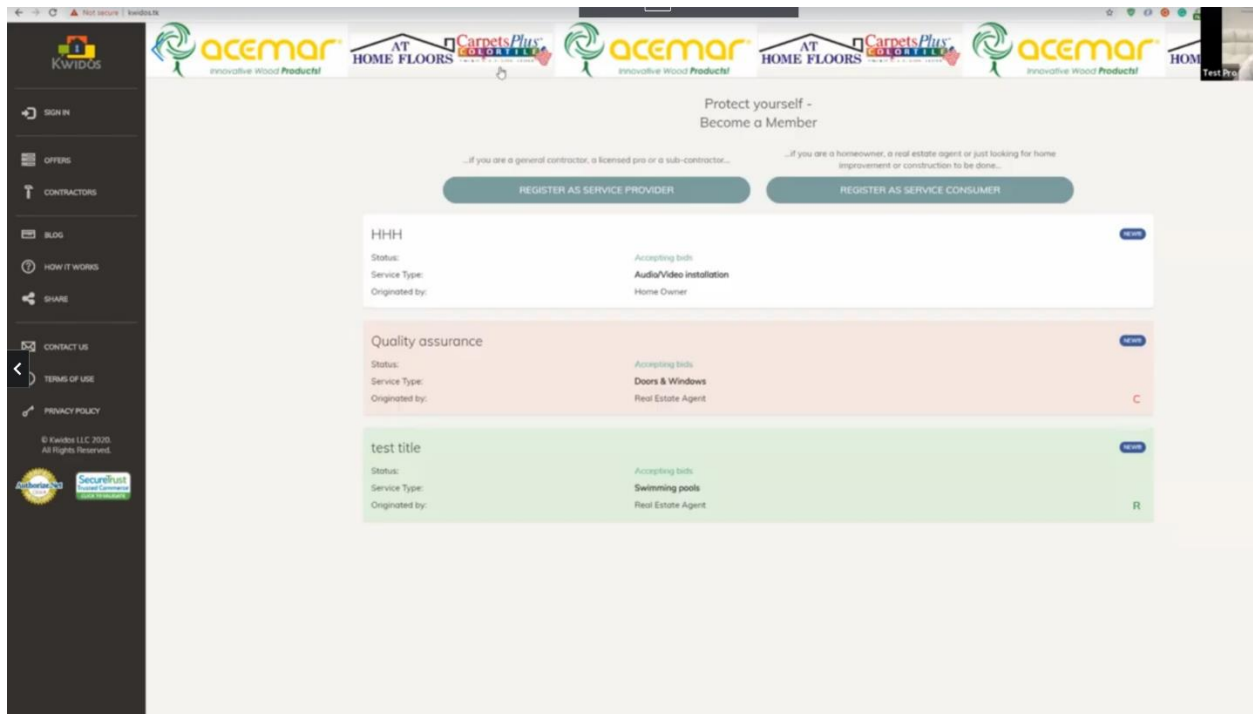 Not secure | kwidos.tk
KWIDOS
SIGN IN
OFFERS
CONTRACTORS
BLOG
HOW IT WORKS
SHARE
CONTACT US
TERMS OF USE
PRIVACY POLICY
© Kwidos LLC 2020.
All Rights Reserved.
Authorize.Net
SecureTrust
Trusted Commerce
CLICK TO VALIDATE
acemar
Innovative Wood Products!
AT
HOME FLOORS
CarpetsPlus
COLORTILE
acemar
Innovative Wood Products!
AT
HOME FLOORS
CarpetsPlus
COLORTILE
acemar
Innovative Wood Products!
HOM
Test Pro
Protect yourself -
Become a Member
...if you are a general contractor, a licensed pro or a sub-contractor...
...if you are a homeowner, a real estate agent or just looking for home
improvement or construction to be done...
REGISTER AS SERVICE PROVIDER
REGISTER AS SERVICE CONSUMER
HHH
Status: Accepting bids
Service Type: Audio/Video installation
Originated by: Home Owner
Quality assurance
Status: Accepting bids
Service Type: Doors & Windows
Originated by: Real Estate Agent
C
test title
Status: Accepting bids
Service Type: Swimming pools
Originated by: Real Estate Agent
R